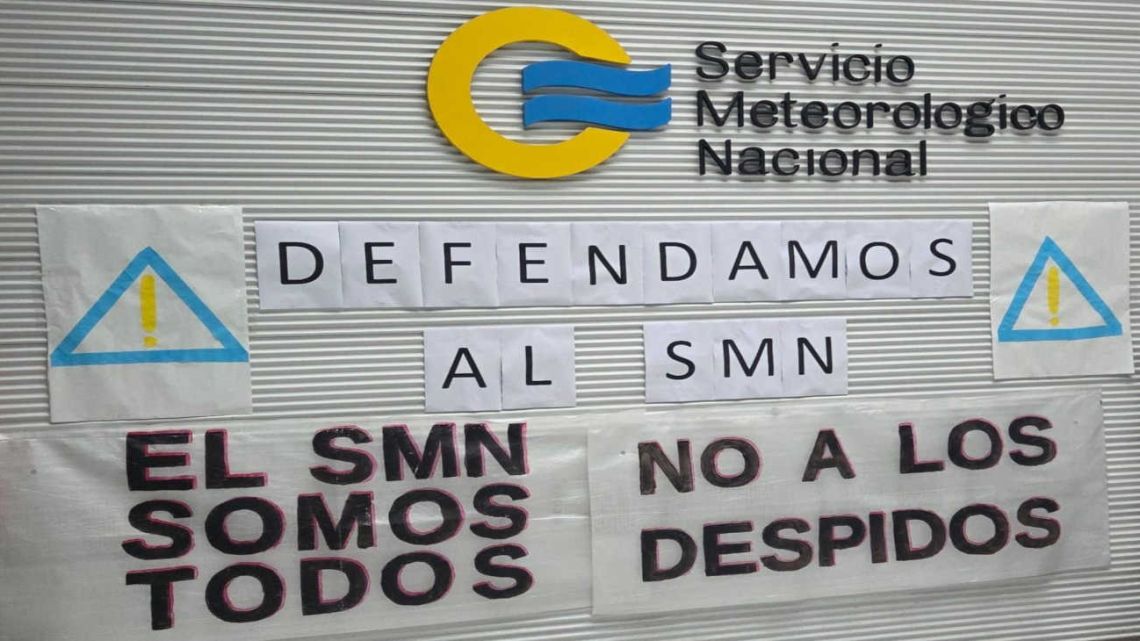 Servicio
Meteorologico
Nacional
DEFENDAMOS
AL SMN
EL SMN
SOMOS
TODOS
NO A LOS
DESPIDOS